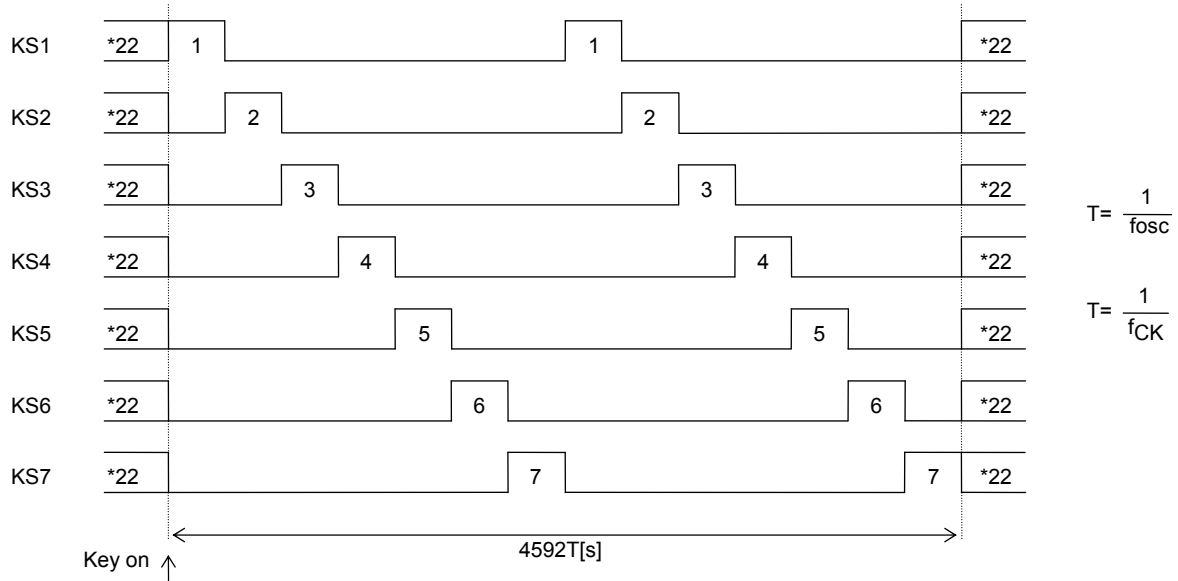 KS1 *22 1 1 *22
KS2 *22 2 2 *22
KS3 *22 3 3 *22
KS4 *22 4 4 *22
KS5 *22 5 5 *22
KS6 *22 6 6 *22
KS7 *22 7 7 *22
4592T[s]
Key on
T= 1
fosc
T= 1
fCK